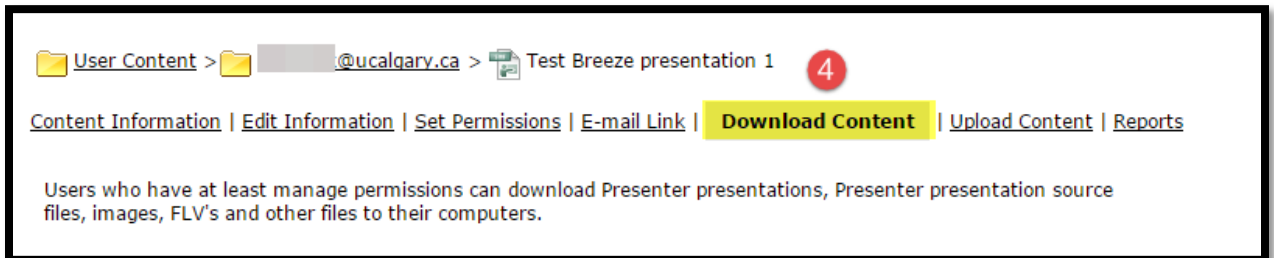 User Content > @ucalgary.ca > Test Breeze presentation 1 4
Content Information | Edit Information | Set Permissions | E-mail Link | Download Content | Upload Content | Reports
Users who have at least manage permissions can download Presenter presentations, Presenter presentation source
files, images, FLV's and other files to their computers.